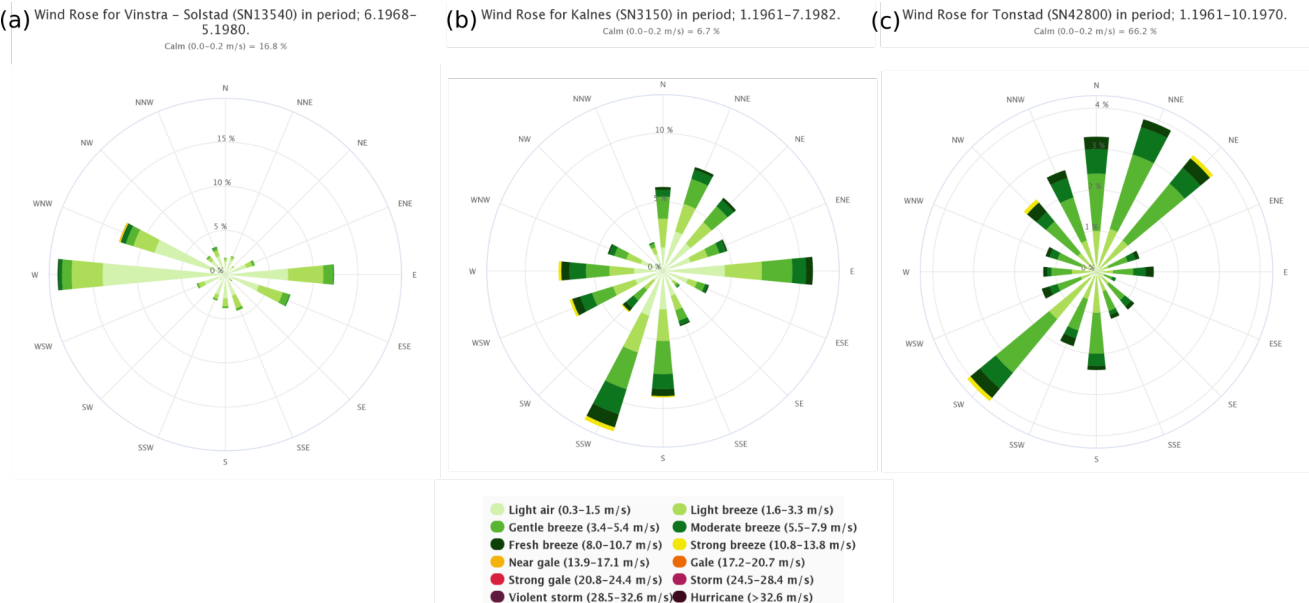 (a) Wind Rose for Vinstra – Solstad (SN13540) in period; 6.1968–
5.1980.
Calm (0.0–0.2 m/s) = 16.8 %
N
NNE
NE
ENE
E
ESE
SE
SSE
S
SW
WSW
W
WNW
NW
NNW
0 %
5 %
10 %
15 %
(b) Wind Rose for Kalnes (SN3150) in period; 1.1961–7.1982.
Calm (0.0–0.2 m/s) = 6.7 %
N
NNE
NE
ENE
E
ESE
SE
SSE
S
SSW
SW
WSW
W
WNW
NW
NNW
0 %
5 %
10 %
(c) Wind Rose for Tonstad (SN42800) in period; 1.1961–10.1970.
Calm (0.0–0.2 m/s) = 66.2 %
N
NNE
NE
ENE
E
ESE
SE
SSE
S
SSW
SW
WSW
W
WNW
NW
NNW
0 %
1
2 %
3 %
4 %
Light air (0.3–1.5 m/s) Light breeze (1.6–3.3 m/s)
Gentle breeze (3.4–5.4 m/s) Moderate breeze (5.5–7.9 m/s)
Fresh breeze (8.0–10.7 m/s) Strong breeze (10.8–13.8 m/s)
Near gale (13.9–17.1 m/s) Gale (17.2–20.7 m/s)
Strong gale (20.8–24.4 m/s) Storm (24.5–28.4 m/s)
Violent storm (28.5–32.6 m/s) Hurricane (>32.6 m/s)